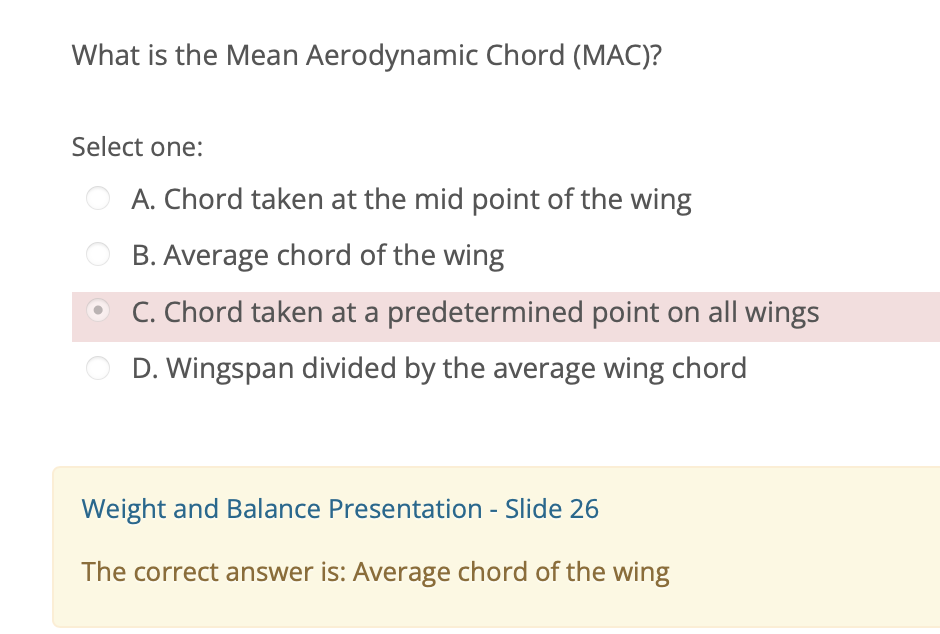 What is the Mean Aerodynamic Chord (MAC)?
Select one:
A. Chord taken at the mid point of the wing
B. Average chord of the wing
C. Chord taken at a predetermined point on all wings
D. Wingspan divided by the average wing chord
Weight and Balance Presentation - Slide 26
The correct answer is: Average chord of the wing